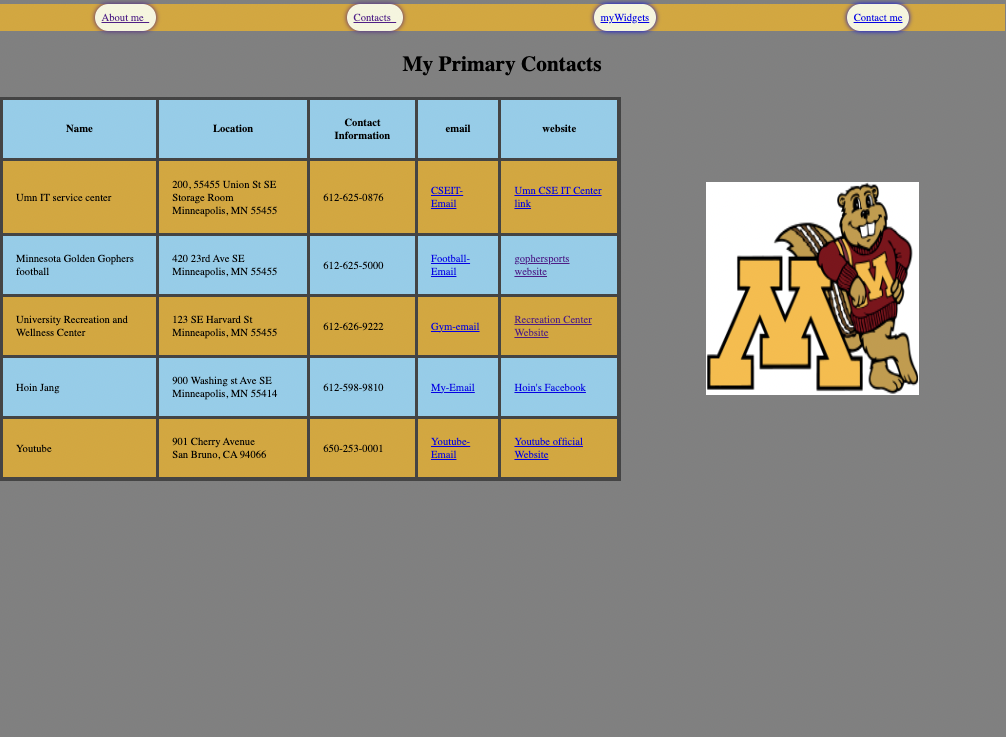 About me
Contacts
myWidgets
Contact me
My Primary Contacts
Name
Location
Contact
Information
email
website
Umn IT service center
200, 55455 Union St SE
Storage Room
Minneapolis, MN 55455
612-625-0876
CSEIT-
Email
Umn CSE IT Center
link
Minnesota Golden Gophers
football
420 23rd Ave SE
Minneapolis, MN 55455
612-625-5000
Football-
Email
gophersports
website
University Recreation and
Wellness Center
123 SE Harvard St
Minneapolis, MN 55455
612-626-9222
Gym-email
Recreation Center
Website
Hoin Jang
900 Washing st Ave SE
Minneapolis, MN 55414
612-598-9810
My-Email
Hoin's Facebook
Youtube
901 Cherry Avenue
San Bruno, CA 94066
650-253-0001
Youtube-
Email
Youtube official
Website
M
M